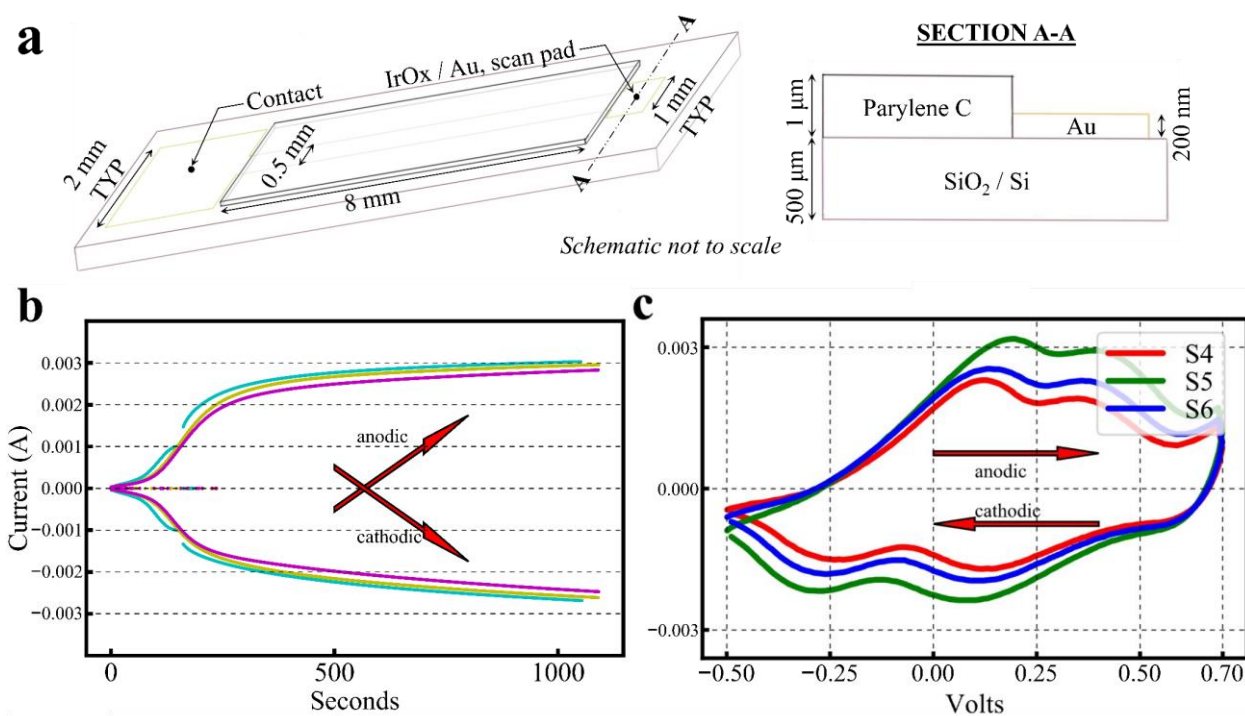 a
Contact
IrOx / Au, scan pad
A
A
1 mm
TYP
2 mm
TYP
0.5 mm
8 mm
Schematic not to scale
SECTION A-A
1 μm
Parylene C
Au
200 nm
500 μm
SiO₂ / Si
b
Current (A)
0.003
0.002
0.001
0.000
−0.001
−0.002
−0.003
anodic
cathodic
0
500
1000
Seconds
c
0.003
0.000
−0.003
S4
S5
S6
anodic
cathodic
−0.50
−0.25
0.00
0.25
0.50
0.70
Volts